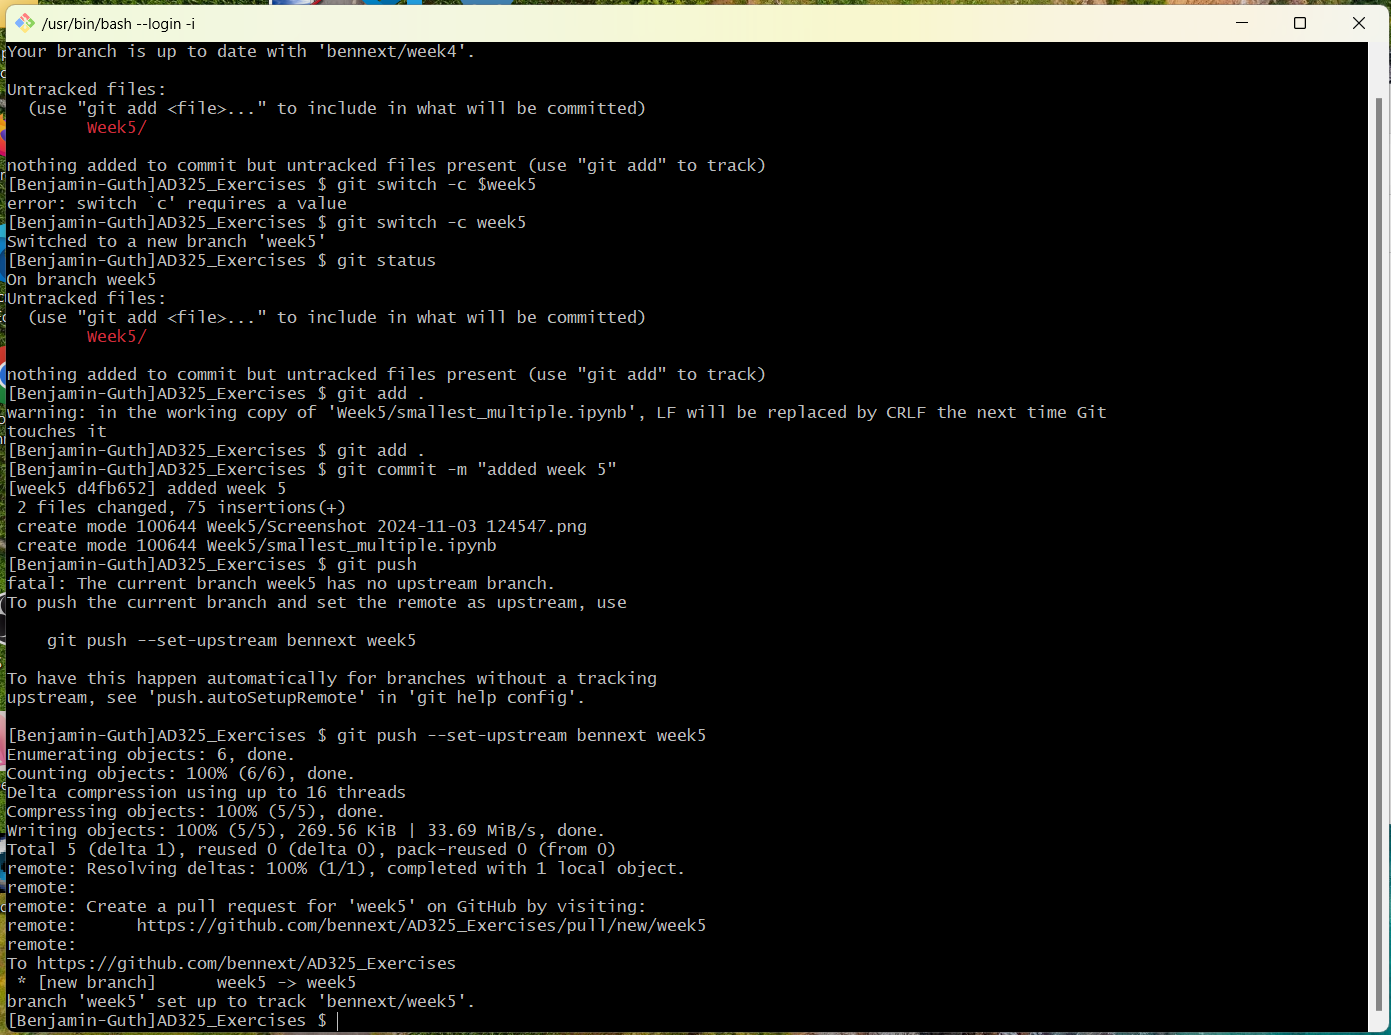 /usr/bin/bash --login -i
Your branch is up to date with 'bennext/week4'.
Untracked files:
(use "git add <file>..." to include in what will be committed)
Week5/
nothing added to commit but untracked files present (use "git add" to track)
[Benjamin-Guth]AD325_Exercises $ git switch -c $week5
error: switch `c' requires a value
[Benjamin-Guth]AD325_Exercises $ git switch -c week5
Switched to a new branch 'week5'
[Benjamin-Guth]AD325_Exercises $ git status
On branch week5
Untracked files:
(use "git add <file>..." to include in what will be committed)
Week5/
nothing added to commit but untracked files present (use "git add" to track)
[Benjamin-Guth]AD325_Exercises $ git add .
warning: in the working copy of 'Week5/smallest_multiple.ipynb', LF will be replaced by CRLF the next time Git
touches it
[Benjamin-Guth]AD325_Exercises $ git add .
[Benjamin-Guth]AD325_Exercises $ git commit -m "added week 5"
[week5 d4fb652] added week 5
2 files changed, 75 insertions(+)
create mode 100644 Week5/Screenshot 2024-11-03 124547.png
create mode 100644 Week5/smallest_multiple.ipynb
[Benjamin-Guth]AD325_Exercises $ git push
fatal: The current branch week5 has no upstream branch.
To push the current branch and set the remote as upstream, use
git push --set-upstream bennext week5
To have this happen automatically for branches without a tracking
upstream, see 'push.autoSetupRemote' in 'git help config'.
[Benjamin-Guth]AD325_Exercises $ git push --set-upstream bennext week5
Enumerating objects: 6, done.
Counting objects: 100% (6/6), done.
Delta compression using up to 16 threads
Compressing objects: 100% (5/5), done.
Writing objects: 100% (5/5), 269.56 KiB | 33.69 MiB/s, done.
Total 5 (delta 1), reused 0 (delta 0), pack-reused 0 (from 0)
remote: Resolving deltas: 100% (1/1), completed with 1 local object.
remote:
remote: Create a pull request for 'week5' on GitHub by visiting:
remote:      https://github.com/bennext/AD325_Exercises/pull/new/week5
remote:
To https://github.com/bennext/AD325_Exercises
* [new branch]      week5 -> week5
branch 'week5' set up to track 'bennext/week5'.
[Benjamin-Guth]AD325_Exercises $